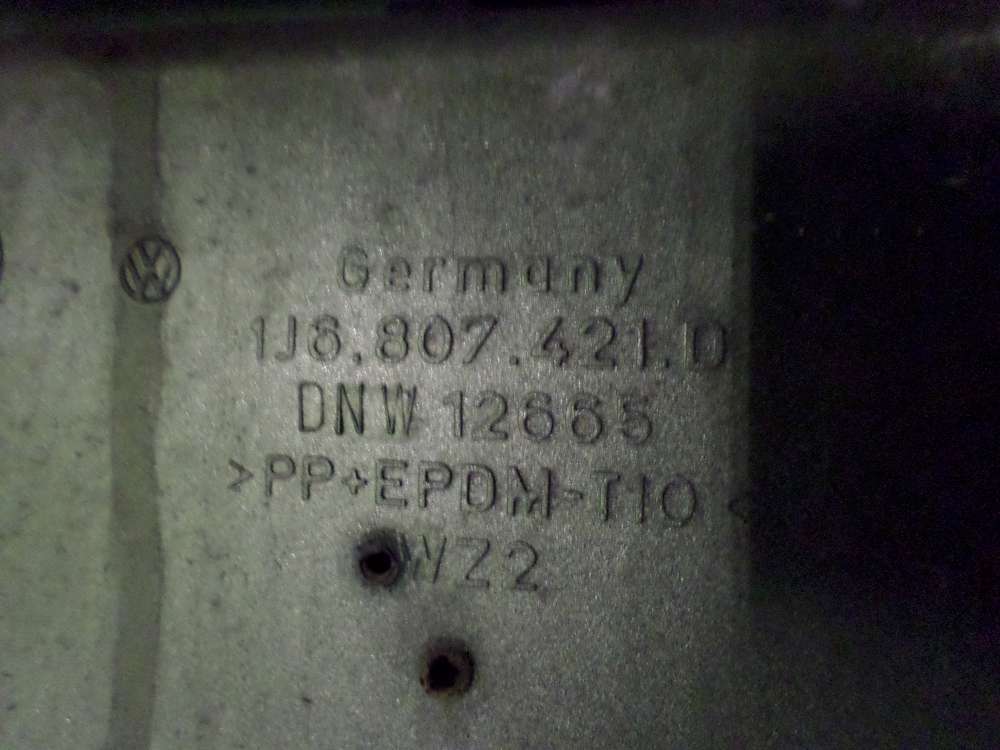 Germany
1J6.807.421.D
DNW 12665
>PP+EPDM-T10<
WZ2